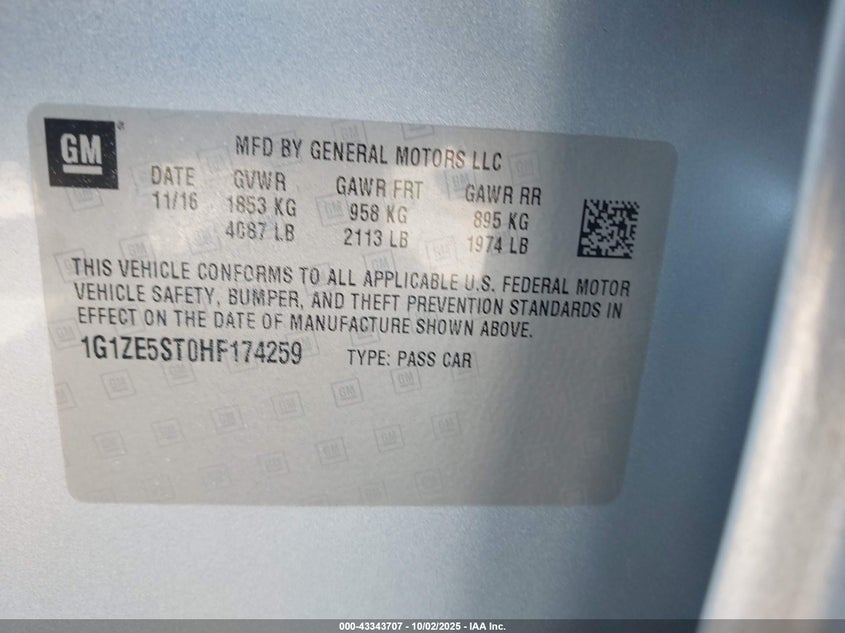 GM
MFD BY GENERAL MOTORS LLC
DATE GVWR GAWR FRT GAWR RR
11/16 1853 KG 958 KG 895 KG
4087 LB 2113 LB 1974 LB
THIS VEHICLE CONFORMS TO ALL APPLICABLE U.S. FEDERAL MOTOR
VEHICLE SAFETY, BUMPER, AND THEFT PREVENTION STANDARDS IN
EFFECT ON THE DATE OF MANUFACTURE SHOWN ABOVE.
1G1ZE5ST0HF174259 TYPE: PASS CAR
000-43343707 - 10/02/2025 - IAA Inc.